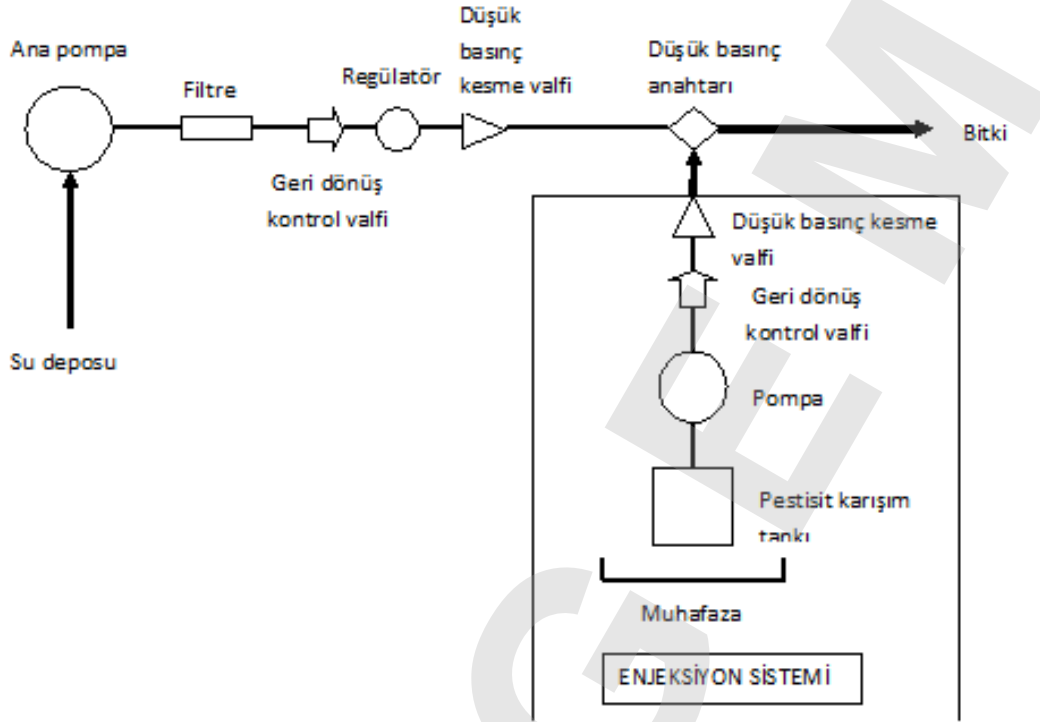 Ana pompa
Filtre
Geri dönüş
kontrol valfi
Regülatör
Düşük
basınç
kesme valfi
Düşük basınç
anahtarı
Bitki
Su deposu
Düşük basınç kesme
valfi
Geri dönüş
kontrol valfi
Pompa
Pestisit karışım
tankı
Muhafaza
ENJEKSİYON SİSTEMİ
GEM